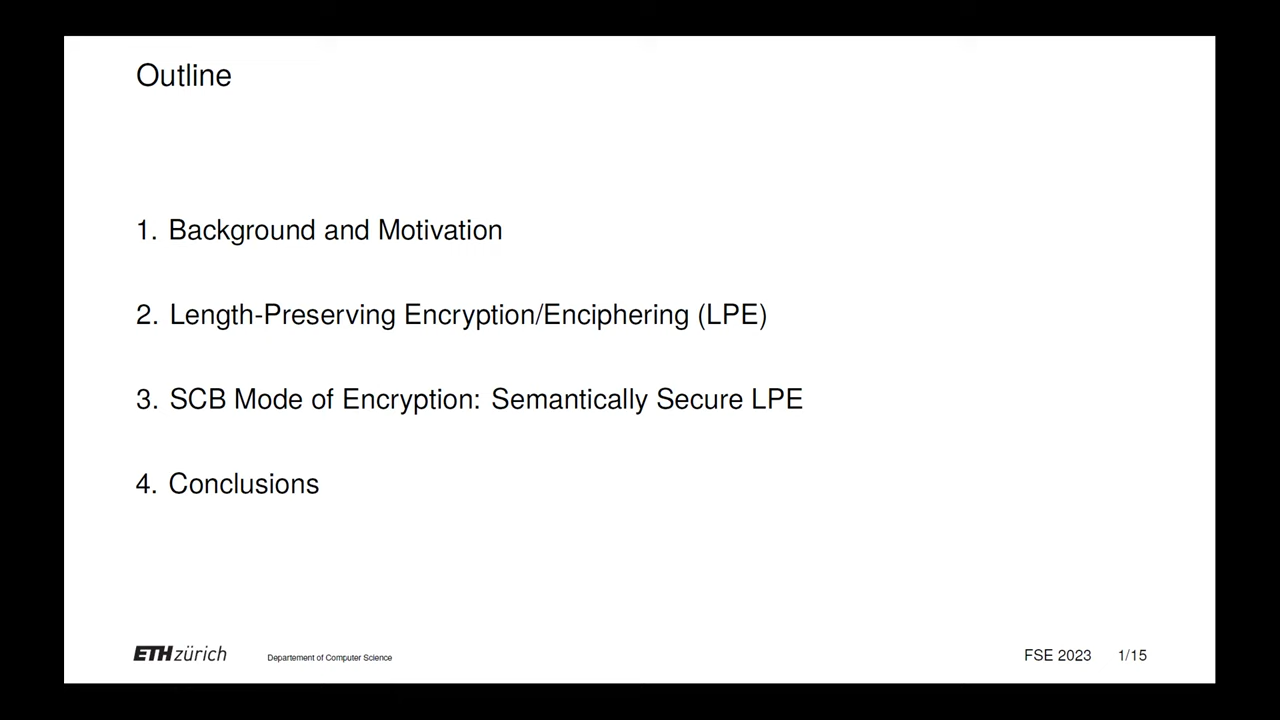 Outline
1. Background and Motivation
2. Length-Preserving Encryption/Enciphering (LPE)
3. SCB Mode of Encryption: Semantically Secure LPE
4. Conclusions
ETH zürich Departement of Computer Science FSE 2023 1/15